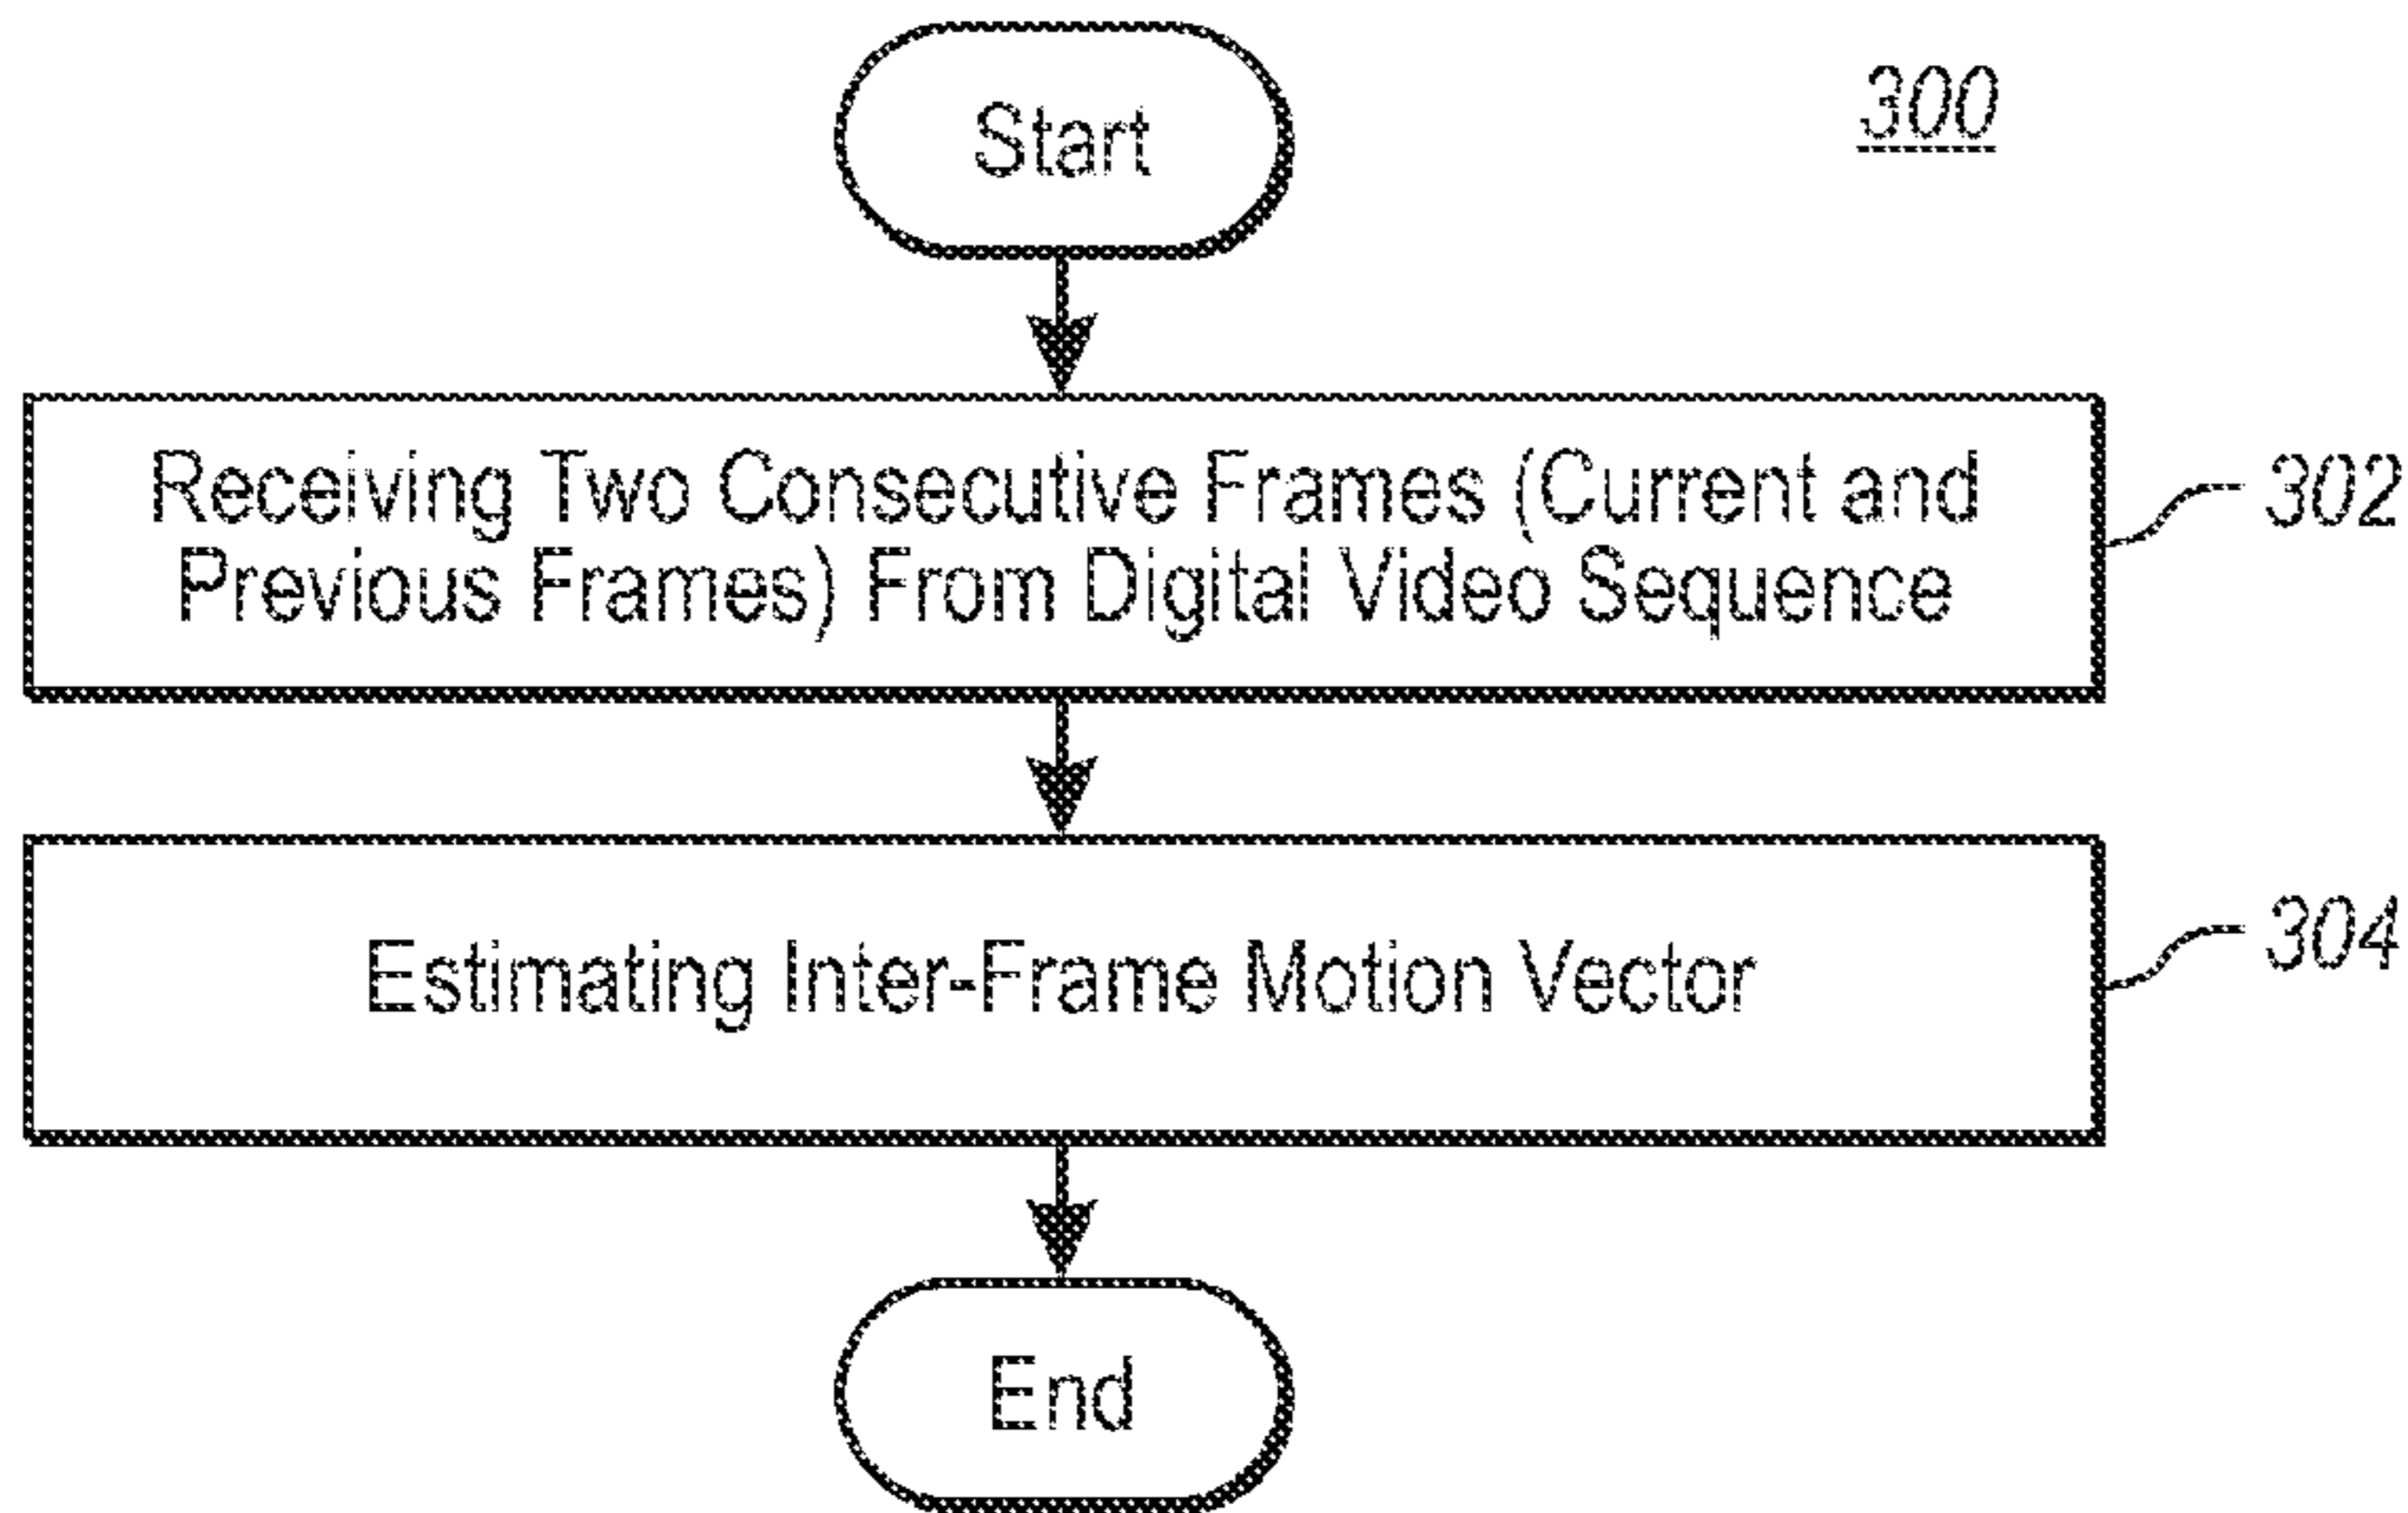 Start
300
Receiving Two Consecutive Frames (Current and
Previous Frames) From Digital Video Sequence
302
Estimating Inter-Frame Motion Vector
304
End